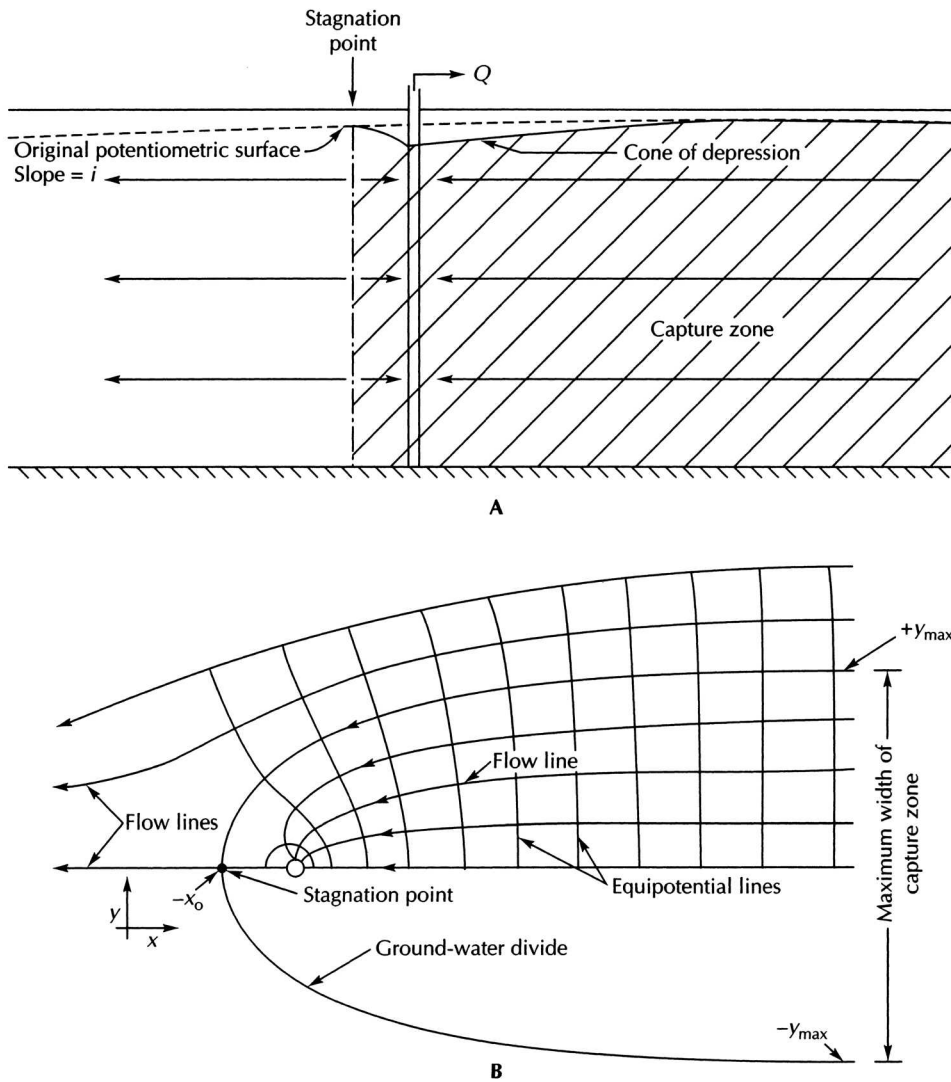 Stagnation
point
Q
Original potentiometric surface
Slope = i
Cone of depression
Capture zone
A
+y_max
Flow line
Flow lines
Equipotential lines
Maximum width of
capture zone
−x_o
Stagnation point
y
x
Ground-water divide
−y_max
B